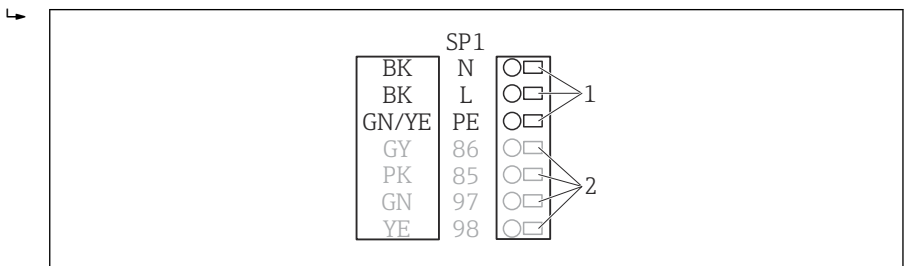 SP1
BK N
BK L
GN/YE PE
GY 86
PK 85
GN 97
YE 98
1
2